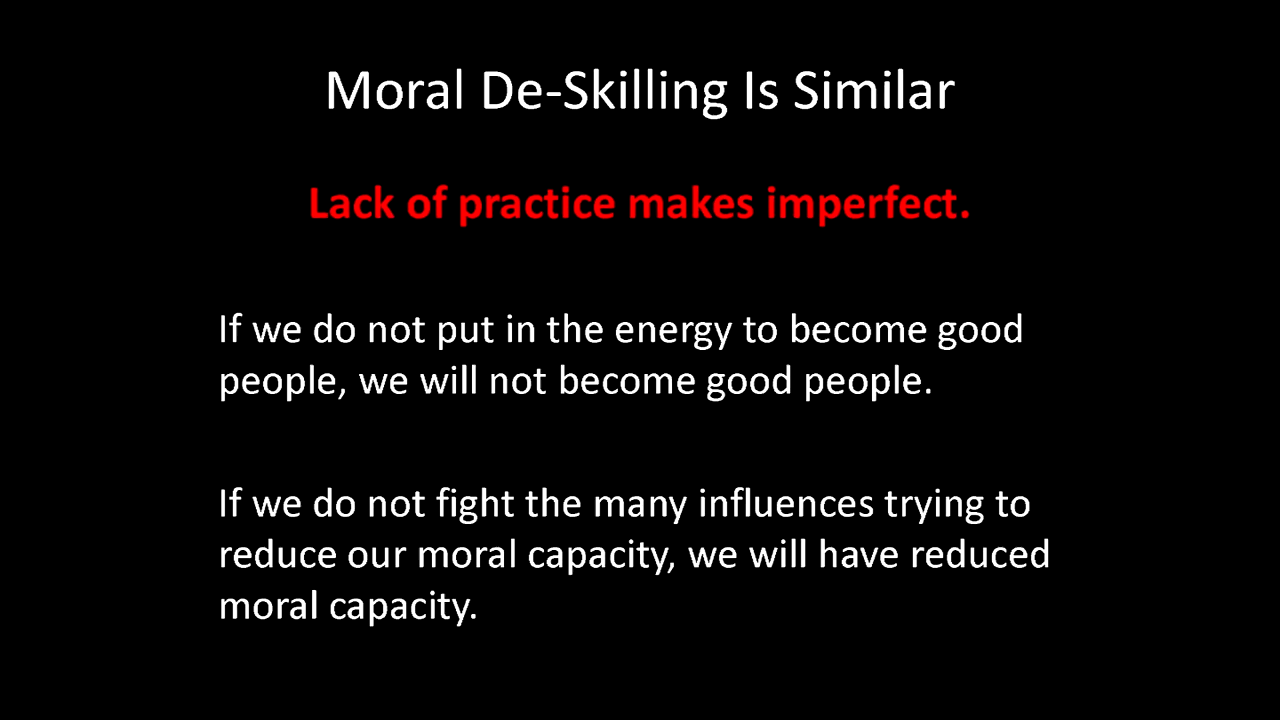 Moral De-Skilling Is Similar
Lack of practice makes imperfect.
If we do not put in the energy to become good
people, we will not become good people.
If we do not fight the many influences trying to
reduce our moral capacity, we will have reduced
moral capacity.